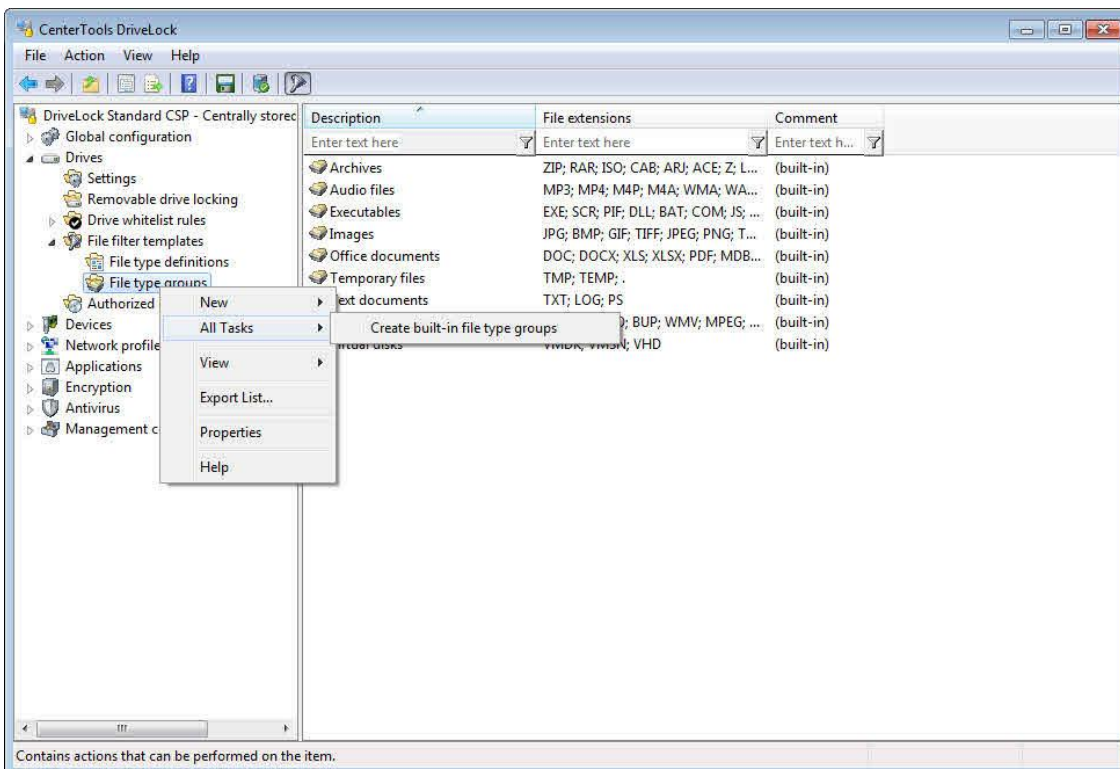 CenterTools DriveLock
File Action View Help
DriveLock Standard CSP - Centrally storec
Global configuration
Drives
Settings
Removable drive locking
Drive whitelist rules
File filter templates
File type definitions
File type groups
Authorized
Devices
Network profile
Applications
Encryption
Antivirus
Management c
New
All Tasks
View
Export List...
Properties
Help
Create built-in file type groups
Description File extensions Comment
Enter text here Enter text here Enter text h...
Archives ZIP; RAR; ISO; CAB; ARJ; ACE; Z; L... (built-in)
Audio files MP3; MP4; M4P; M4A; WMA; WA... (built-in)
Executables EXE; SCR; PIF; DLL; BAT; COM; JS; ... (built-in)
Images JPG; BMP; GIF; TIFF; JPEG; PNG; T... (built-in)
Office documents DOC; DOCX; XLS; XLSX; PDF; MDB... (built-in)
Temporary files TMP; TEMP; . (built-in)
ext documents TXT; LOG; PS (built-in)
; BUP; WMV; MPEG; ... (built-in)
Virtual disks VMDK; VMSN; VHD (built-in)
Contains actions that can be performed on the item.